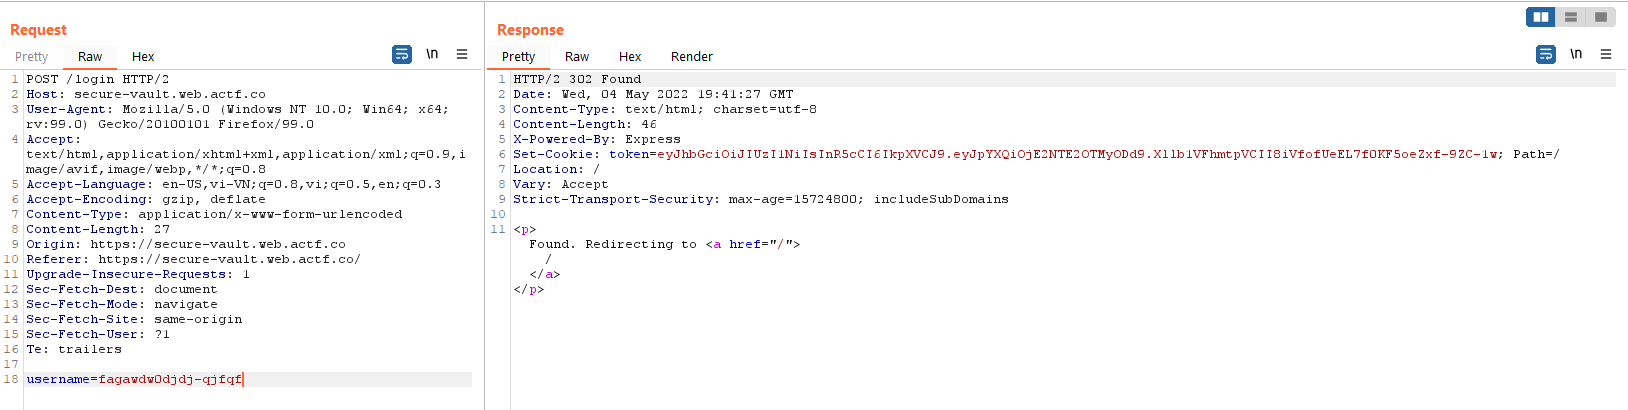 Request
Pretty Raw Hex \n
1 POST /login HTTP/2
2 Host: secure-vault.web.actf.co
3 User-Agent: Mozilla/5.0 (Windows NT 10.0; Win64; x64;
rv:99.0) Gecko/20100101 Firefox/99.0
4 Accept:
text/html,application/xhtml+xml,application/xml;q=0.9,i
mage/avif,image/webp,*/*;q=0.8
5 Accept-Language: en-US,vi-VN;q=0.8,vi;q=0.5,en;q=0.3
6 Accept-Encoding: gzip, deflate
7 Content-Type: application/x-www-form-urlencoded
8 Content-Length: 27
9 Origin: https://secure-vault.web.actf.co
10 Referer: https://secure-vault.web.actf.co/
11 Upgrade-Insecure-Requests: 1
12 Sec-Fetch-Dest: document
13 Sec-Fetch-Mode: navigate
14 Sec-Fetch-Site: same-origin
15 Sec-Fetch-User: ?1
16 Te: trailers
17
18 username=fagawdw0djdj-qjfqf
Response
Pretty Raw Hex Render \n
1 HTTP/2 302 Found
2 Date: Wed, 04 May 2022 19:41:27 GMT
3 Content-Type: text/html; charset=utf-8
4 Content-Length: 46
5 X-Powered-By: Express
6 Set-Cookie: token=eyJhbGciOiJIUzI1NiIsInR5cCI6IkpXVCJ9.eyJpYXQiOjE2NTE2OTMyODd9.X1lb1VFhmtpVCII8iVfofUeEL7f0KF5oeZxf-9ZC-1w; Path=/
7 Location: /
8 Vary: Accept
9 Strict-Transport-Security: max-age=15724800; includeSubDomains
10
11 <p>
Found. Redirecting to <a href="/">
/
</a>
</p>